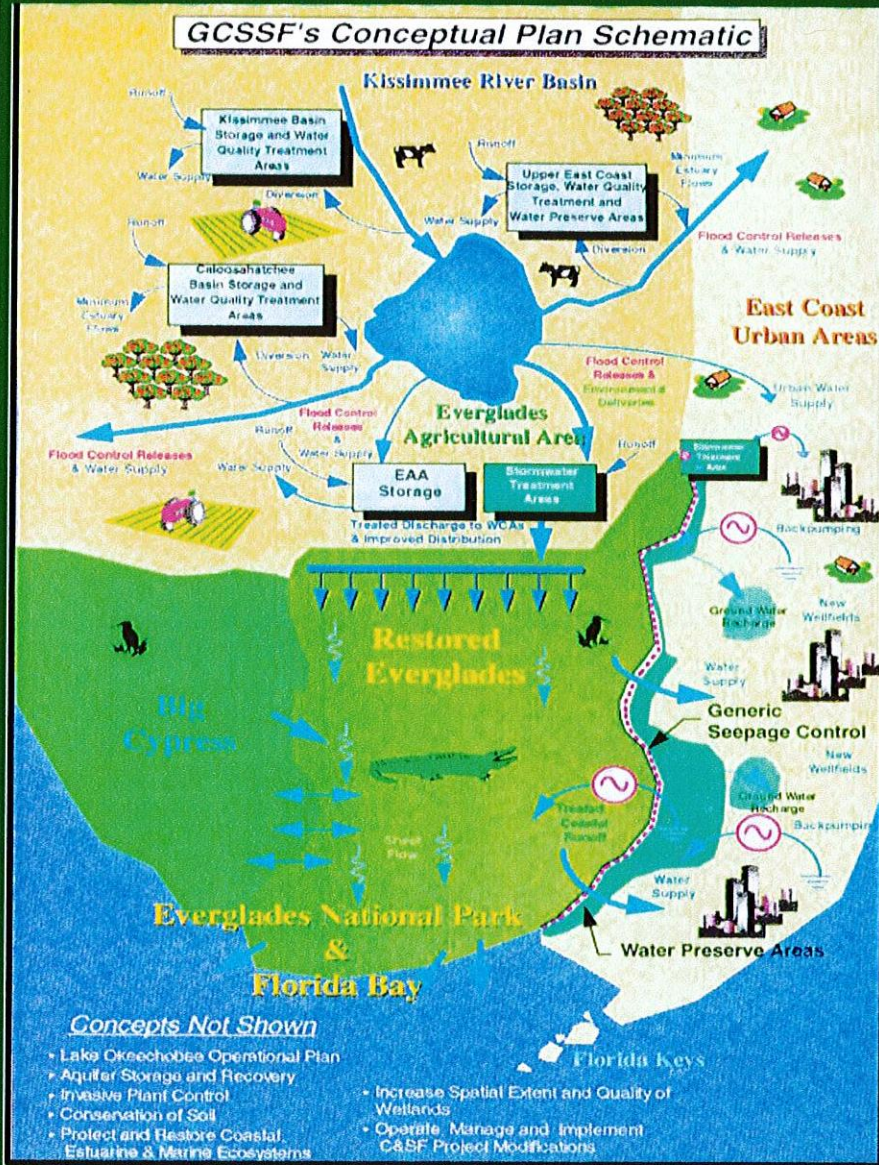 GCSSF's Conceptual Plan Schematic
Kissimmee River Basin
Runoff
Kissimmee Basin
Storage and Water
Quality Treatment
Areas
Water Supply
Diversion
Runoff
Upper East Coast
Storage, Water Quality
Treatment and
Water Preserve Areas
Minimum
Estuary
Flows
Water Supply
Diversion
Flood Control Releases
& Water Supply
Runoff
Caloosahatchee
Basin Storage and
Water Quality Treatment
Areas
Minimum
Estuary
Flows
Diversion
Water
Supply
East Coast
Urban Areas
Flood Control
Releases &
Environmental
Deliveries
Urban Water
Supply
Everglades
Agricultural Area
Flood Control
Releases
&
Water Supply
Runoff
Water Supply
Flood Control Releases
& Water Supply
EAA
Storage
Stormwater
Treatment
Areas
Runoff
Stormwater
Treatment
Area
Treated Discharge to WCAs
& Improved Distribution
Backpumping
Ground Water
Recharge
New
Wellfields
Restored
Everglades
Water
Supply
Big
Cypress
Generic
Seepage Control
New
Wellfields
Ground Water
Recharge
Treated
Coastal
Runoff
Backpumping
Sheet
Flow
Water
Supply
Everglades National Park
&
Florida Bay
Water Preserve Areas
Concepts Not Shown
Florida Keys
• Lake Okeechobee Operational Plan
• Aquifer Storage and Recovery
• Invasive Plant Control
• Conservation of Soil
• Protect and Restore Coastal,
Estuarine & Marine Ecosystems
• Increase Spatial Extent and Quality of
Wetlands
• Operate, Manage and Implement
C&SF Project Modifications